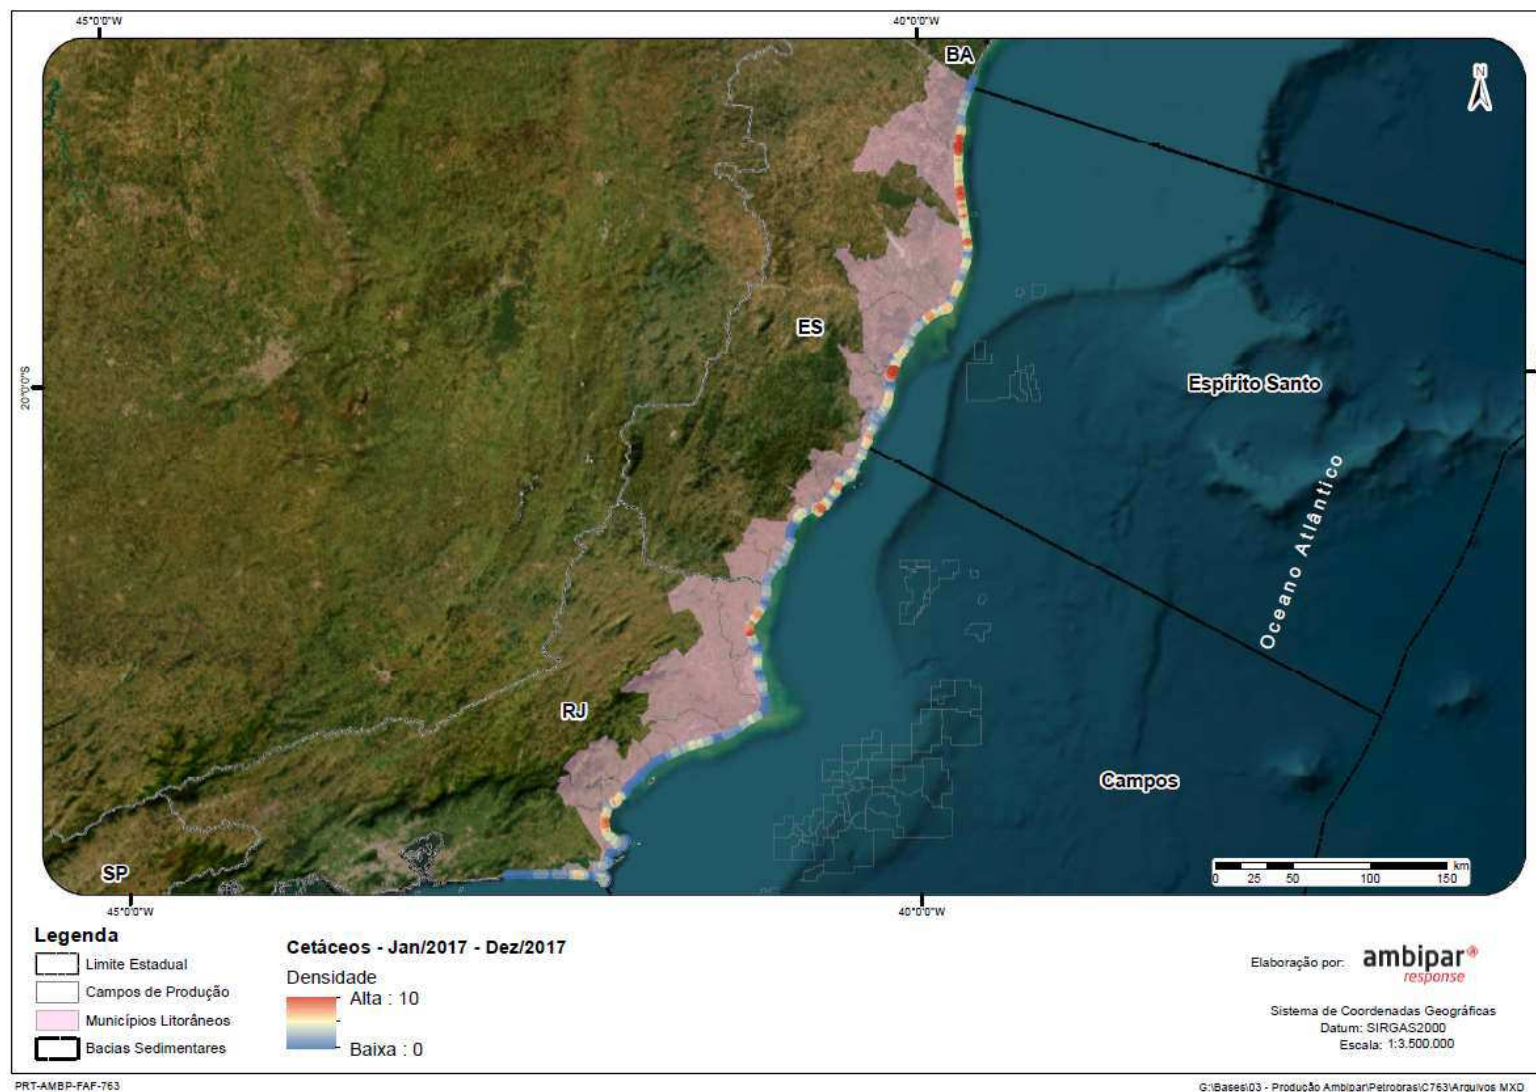 45°0'0"W
40°0'0"W
BA
N
ES
20°0'0"S
Espírito Santo
Oceano Atlântico
RJ
Campos
SP
km
0 25 50 100 150
45°0'0"W
40°0'0"W
Legenda
Limite Estadual
Campos de Produção
Municípios Litorâneos
Bacias Sedimentares
Cetáceos - Jan/2017 - Dez/2017
Densidade
Alta : 10
Baixa : 0
Elaboração por:
ambipar
response
Sistema de Coordenadas Geográficas
Datum: SIRGAS2000
Escala: 1:3.500.000
PRT-AMBP-FAF-763
G:\Bases\03 - Produção Ambipar\Petrobras\C763\Arquivos MXD